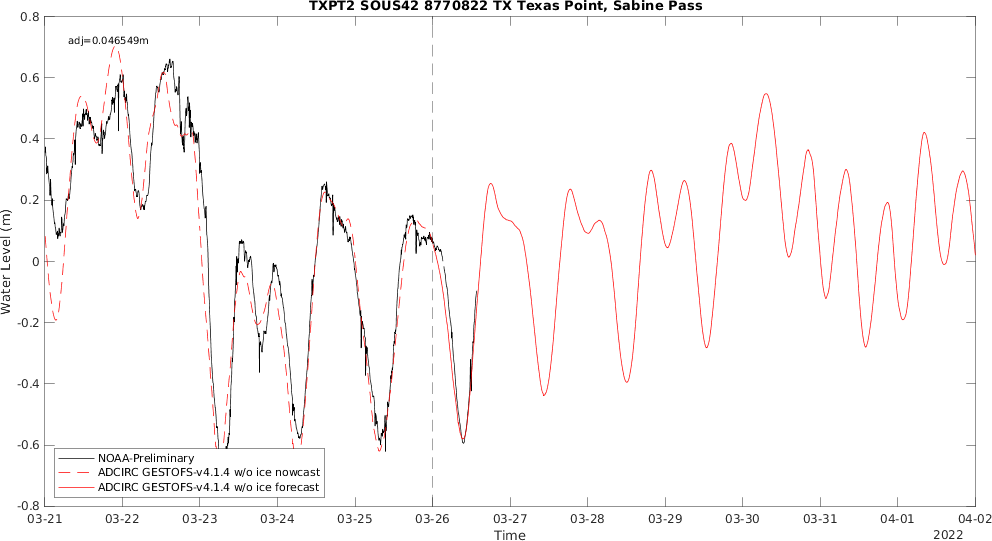 TXPT2 SOUS42 8770822 TX Texas Point, Sabine Pass
adj=0.046549m
0.8
0.6
0.4
0.2
0
-0.2
-0.4
-0.6
-0.8
Water Level (m)
NOAA-Preliminary
ADCIRC GESTOFS-v4.1.4 w/o ice nowcast
ADCIRC GESTOFS-v4.1.4 w/o ice forecast
03-21 03-22 03-23 03-24 03-25 03-26 03-27 03-28 03-29 03-30 03-31 04-01 04-02
Time
2022